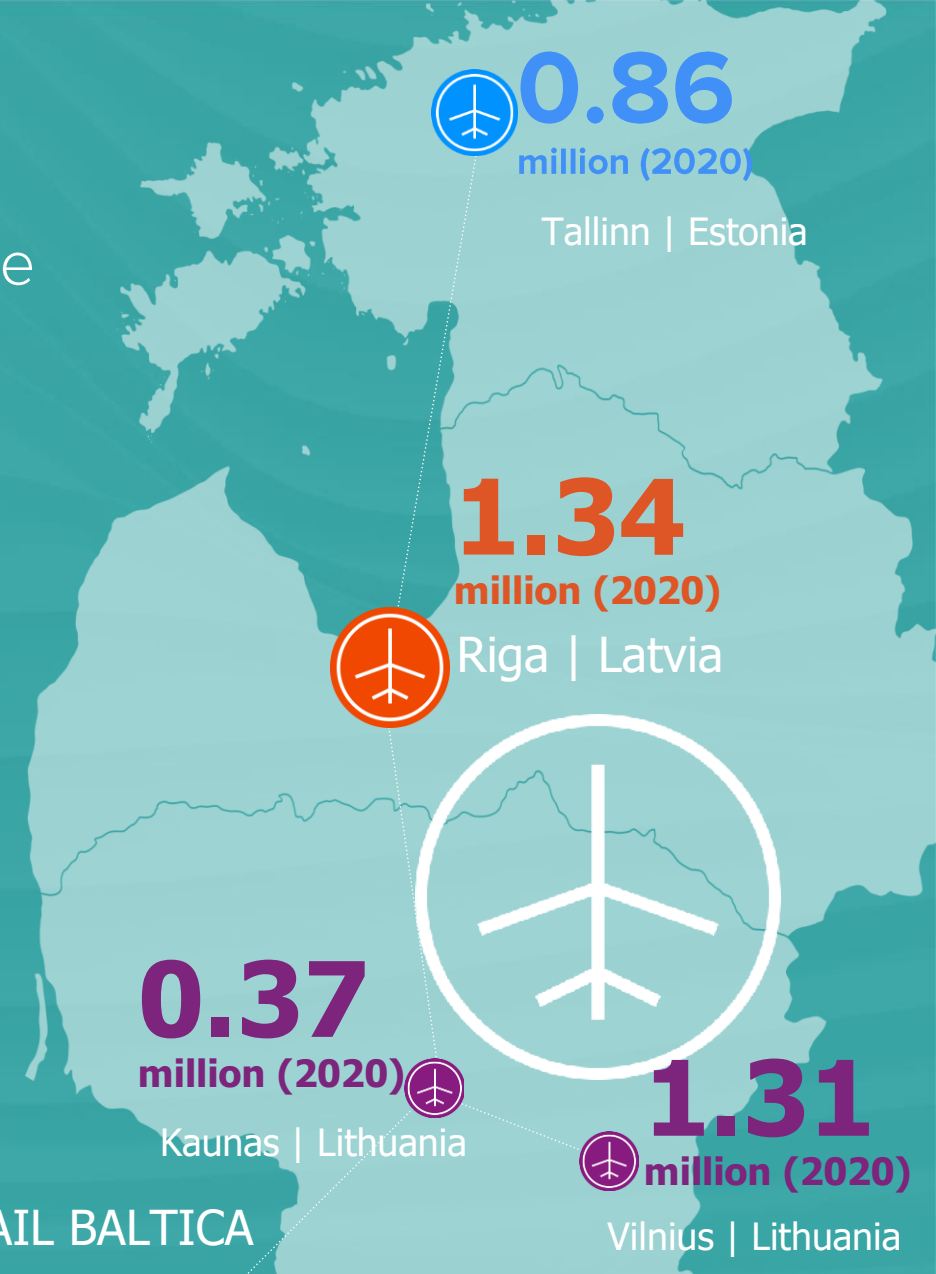 0.86
million (2020)
Tallinn | Estonia
e
1.34
million (2020)
Riga | Latvia
0.37
million (2020)
Kaunas | Lithuania
1.31
million (2020)
Vilnius | Lithuania
AIL BALTICA